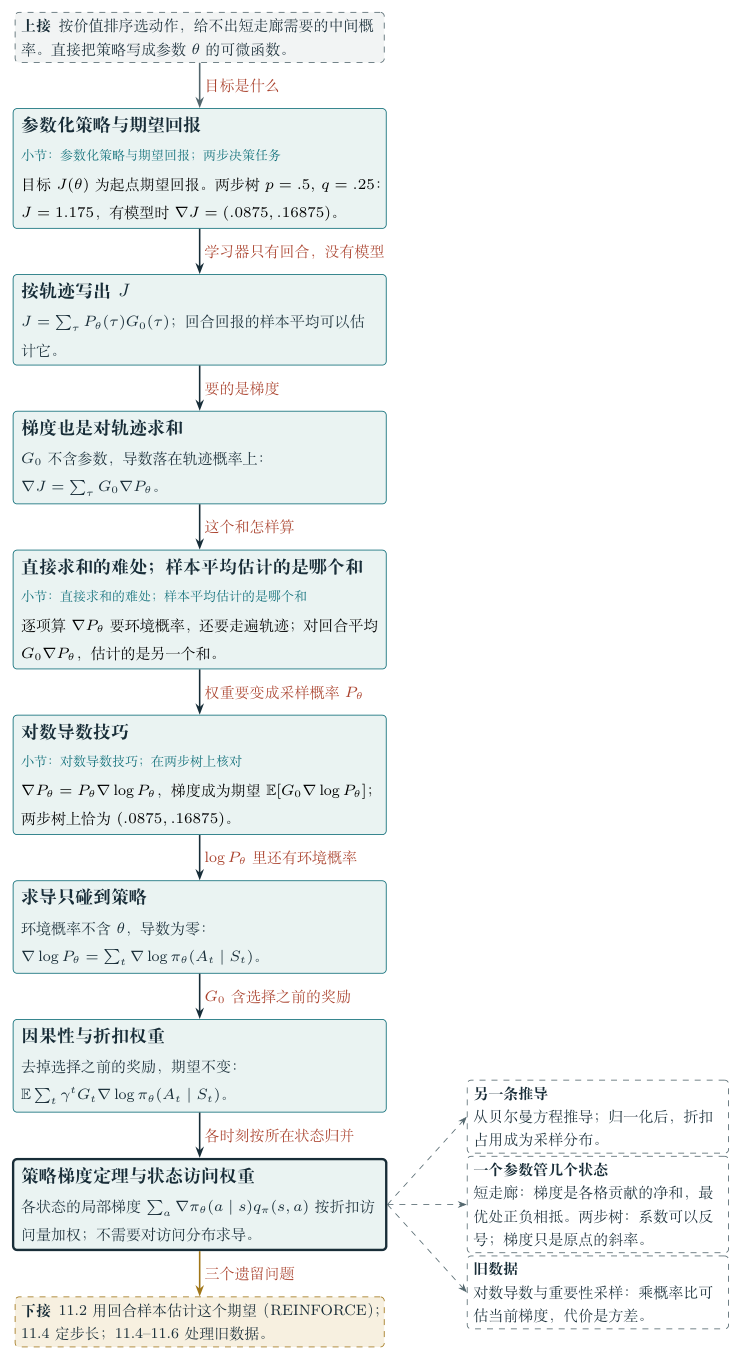 上接 按价值排序选动作，给不出短走廊需要的中间概
率。直接把策略写成参数 θ 的可微函数。
目标是什么
参数化策略与期望回报
小节：参数化策略与期望回报；两步决策任务
目标 J(θ) 为起点期望回报。两步树 p = .5, q = .25：
J = 1.175，有模型时 ∇J = (.0875, .16875)。
学习器只有回合，没有模型
按轨迹写出 J
J = ∑_τ P_θ(τ)G_0(τ)；回合回报的样本平均可以估
计它。
要的是梯度
梯度也是对轨迹求和
G_0 不含参数，导数落在轨迹概率上：
∇J = ∑_τ G_0∇P_θ。
这个和怎样算
直接求和的难处；样本平均估计的是哪个和
小节：直接求和的难处；样本平均估计的是哪个和
逐项算 ∇P_θ 要环境概率，还要走遍轨迹；对回合平均
G_0∇P_θ，估计的是另一个和。
权重要变成采样概率 P_θ
对数导数技巧
小节：对数导数技巧；在两步树上核对
∇P_θ = P_θ∇ log P_θ，梯度成为期望 𝔼[G_0∇ log P_θ]；
两步树上恰为 (.0875, .16875)。
log P_θ 里还有环境概率
求导只碰到策略
环境概率不含 θ，导数为零：
∇ log P_θ = ∑_t ∇ log π_θ(A_t | S_t)。
G_0 含选择之前的奖励
因果性与折扣权重
去掉选择之前的奖励，期望不变：
𝔼 ∑_t γ^t G_t∇ log π_θ(A_t | S_t)。
各时刻按所在状态归并
策略梯度定理与状态访问权重
各状态的局部梯度 ∑_a ∇π_θ(a | s)q_π(s, a) 按折扣访
问量加权；不需要对访问分布求导。
另一条推导
从贝尔曼方程推导；归一化后，折扣
占用成为采样分布。
一个参数管几个状态
短走廊：梯度是各格贡献的净和，最
优处正负相抵。两步树：系数可以反
号；梯度只是原点的斜率。
旧数据
对数导数与重要性采样：乘概率比可
估当前梯度，代价是方差。
三个遗留问题
下接 11.2 用回合样本估计这个期望（REINFORCE）；
11.4 定步长；11.4–11.6 处理旧数据。